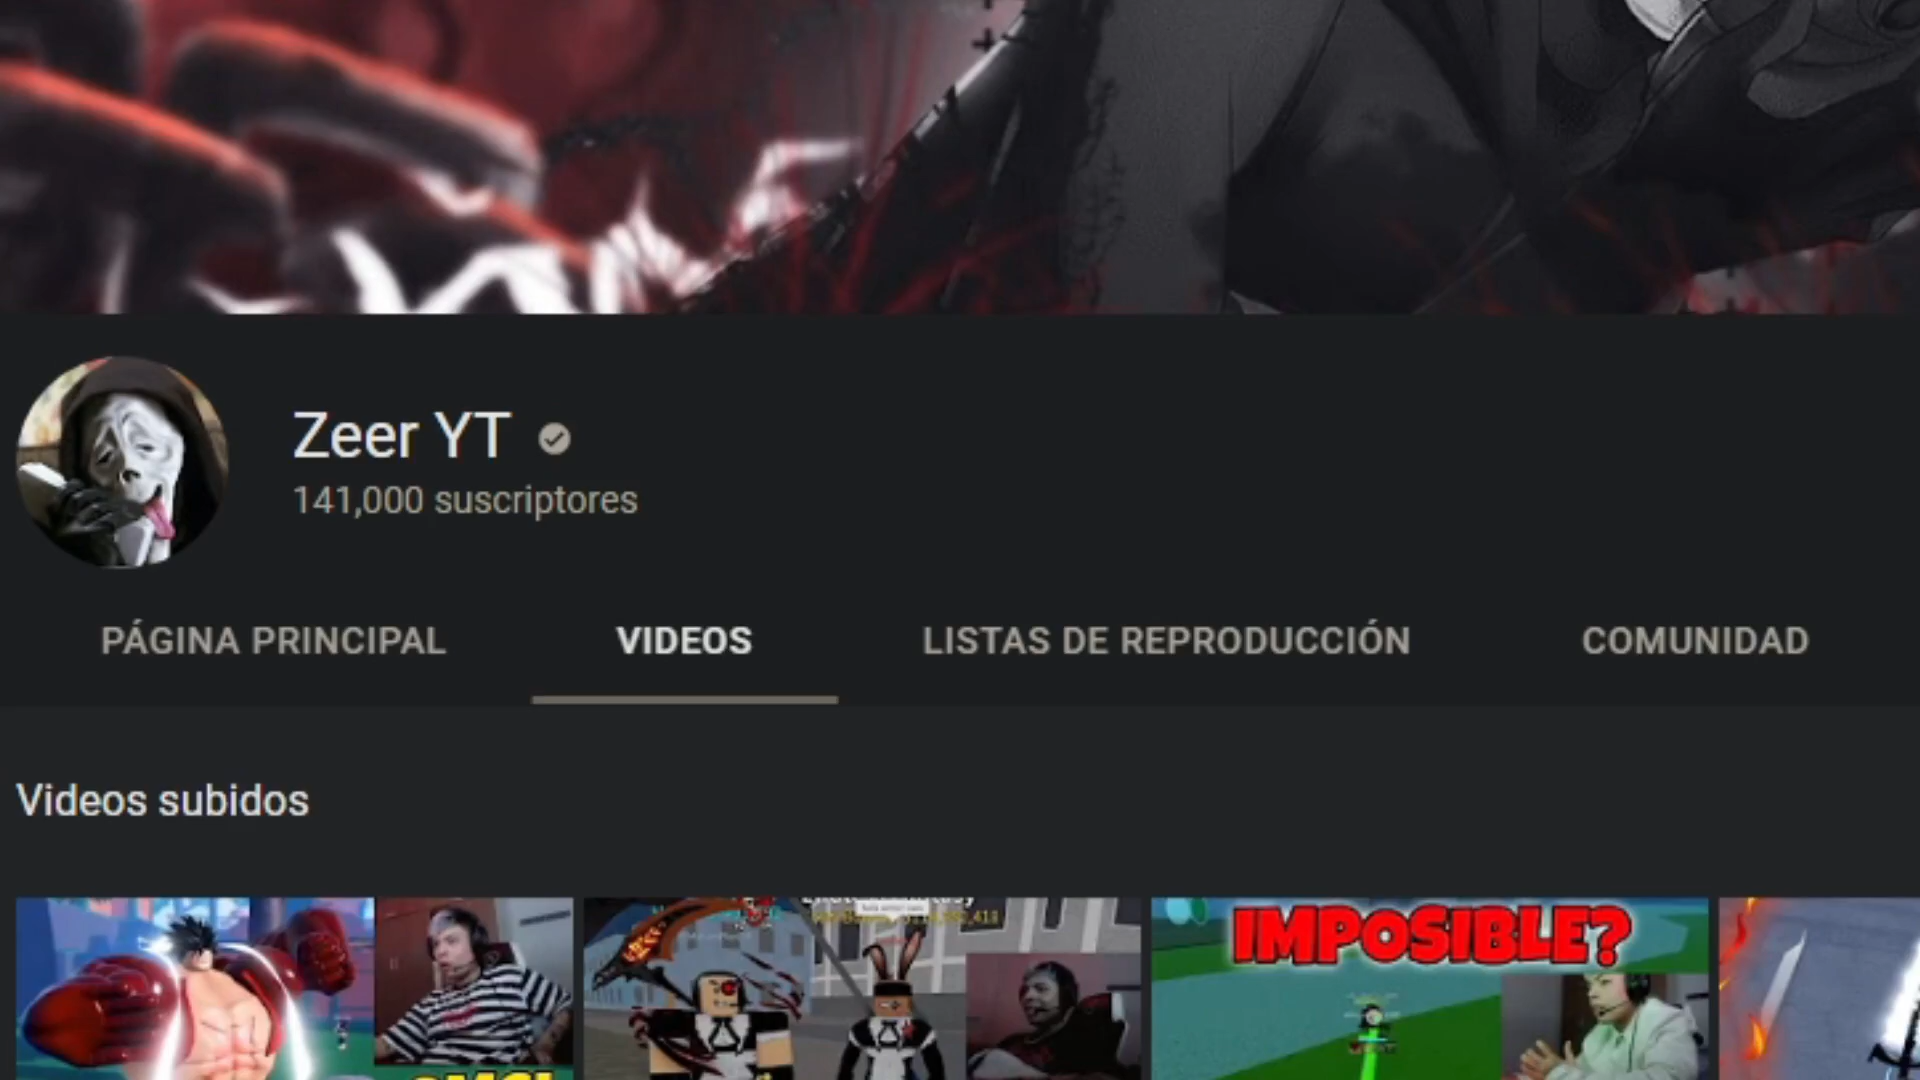 Zeer YT
141,000 suscriptores
PÁGINA PRINCIPAL VIDEOS LISTAS DE REPRODUCCIÓN COMUNIDAD
Videos subidos
IMPOSIBLE?